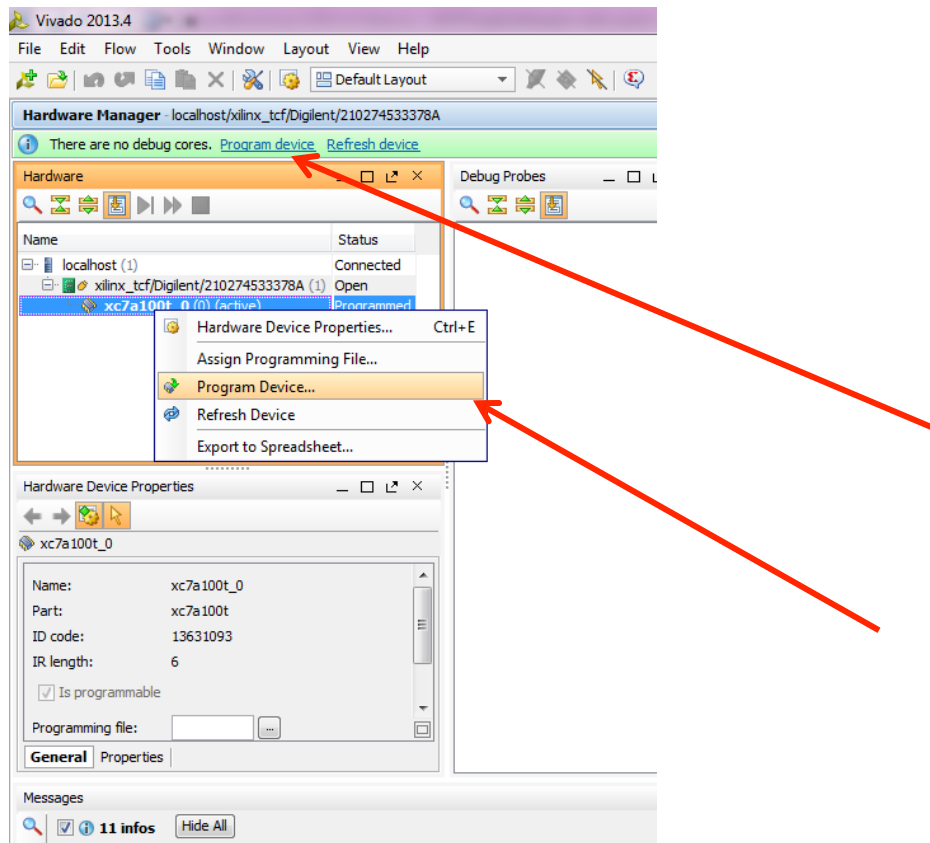 Vivado 2013.4
File Edit Flow Tools Window Layout View Help
Default Layout
Hardware Manager - localhost/xilinx_tcf/Digilent/210274533378A
There are no debug cores. Program device Refresh device
Hardware
Debug Probes
Name Status
localhost (1) Connected
xilinx_tcf/Digilent/210274533378A (1) Open
xc7a100t_0 (0) (active) Programmed
Hardware Device Properties... Ctrl+E
Assign Programming File...
Program Device...
Refresh Device
Export to Spreadsheet...
Hardware Device Properties
xc7a100t_0
Name: xc7a100t_0
Part: xc7a100t
ID code: 13631093
IR length: 6
Is programmable
Programming file: ...
General Properties
Messages
11 infos Hide All